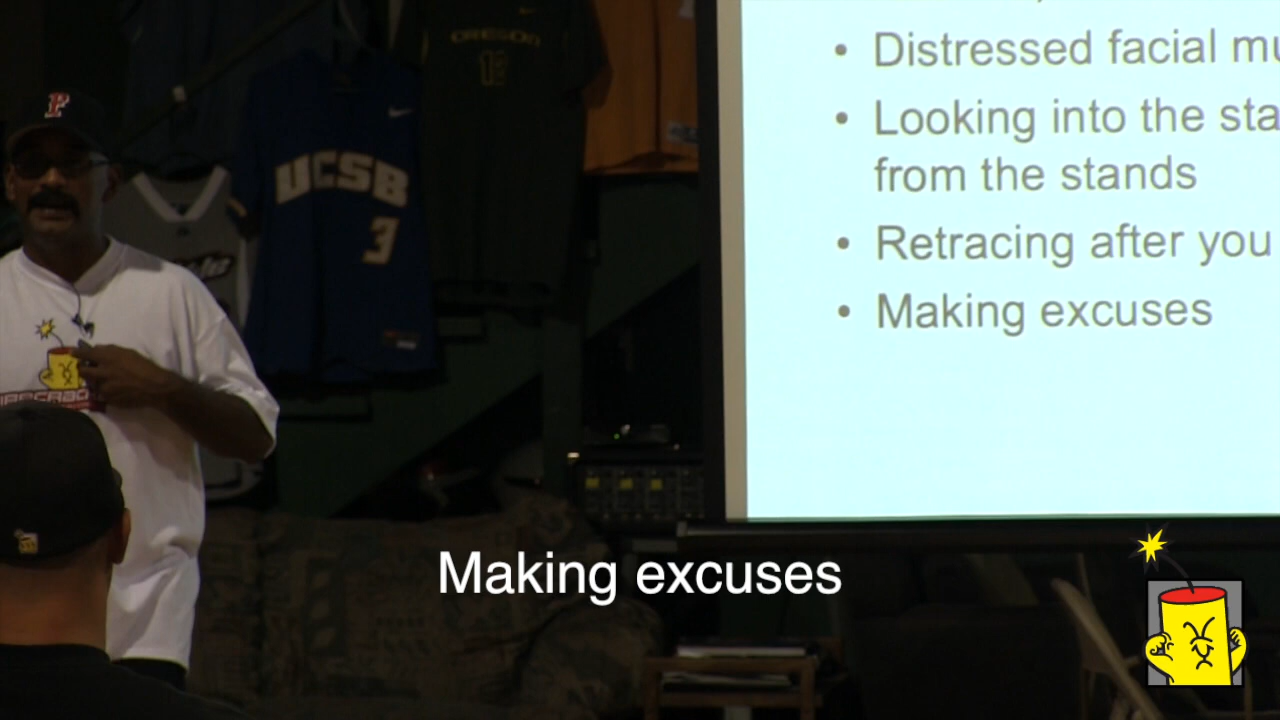 Distressed facial mu
Looking into the sta
from the stands
Retracing after you
Making excuses
OREGON
UCSB
3
P
Making excuses